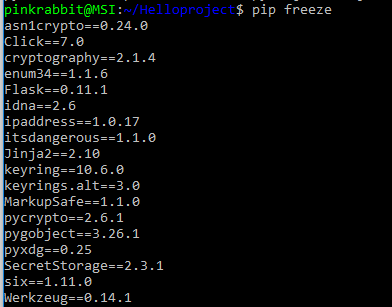 pinkrabbit@MSI:~/Helloproject$ pip freeze
asn1crypto==0.24.0
Click==7.0
cryptography==2.1.4
enum34==1.1.6
Flask==0.11.1
idna==2.6
ipaddress==1.0.17
itsdangerous==1.1.0
Jinja2==2.10
keyring==10.6.0
keyrings.alt==3.0
MarkupSafe==1.1.0
pycrypto==2.6.1
pygobject==3.26.1
pyxdg==0.25
SecretStorage==2.3.1
six==1.11.0
Werkzeug==0.14.1